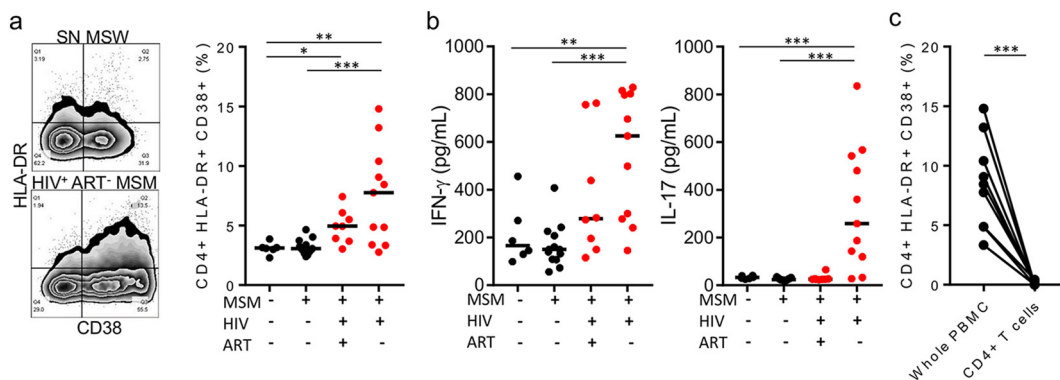 a
SN MSW
Q1
3.19
Q2
2.75
Q4
62.2
Q3
31.9
HIV+ ART- MSM
Q1
1.94
Q2
13.5
Q4
29.0
Q3
55.5
HLA-DR
CD38
CD4+ HLA-DR+ CD38+ (%)
20
15
10
5
0
*
**
***
MSM - + + +
HIV - - + +
ART - - + -
b
IFN-γ (pg/mL)
1000
800
600
400
200
0
**
***
IL-17 (pg/mL)
1000
800
600
400
200
0
***
***
MSM - + + +
HIV - - + +
ART - - + -
MSM - + + +
HIV - - + +
ART - - + -
c
CD4+ HLA-DR+ CD38+ (%)
20
15
10
5
0
***
Whole PBMC
CD4+ T cells